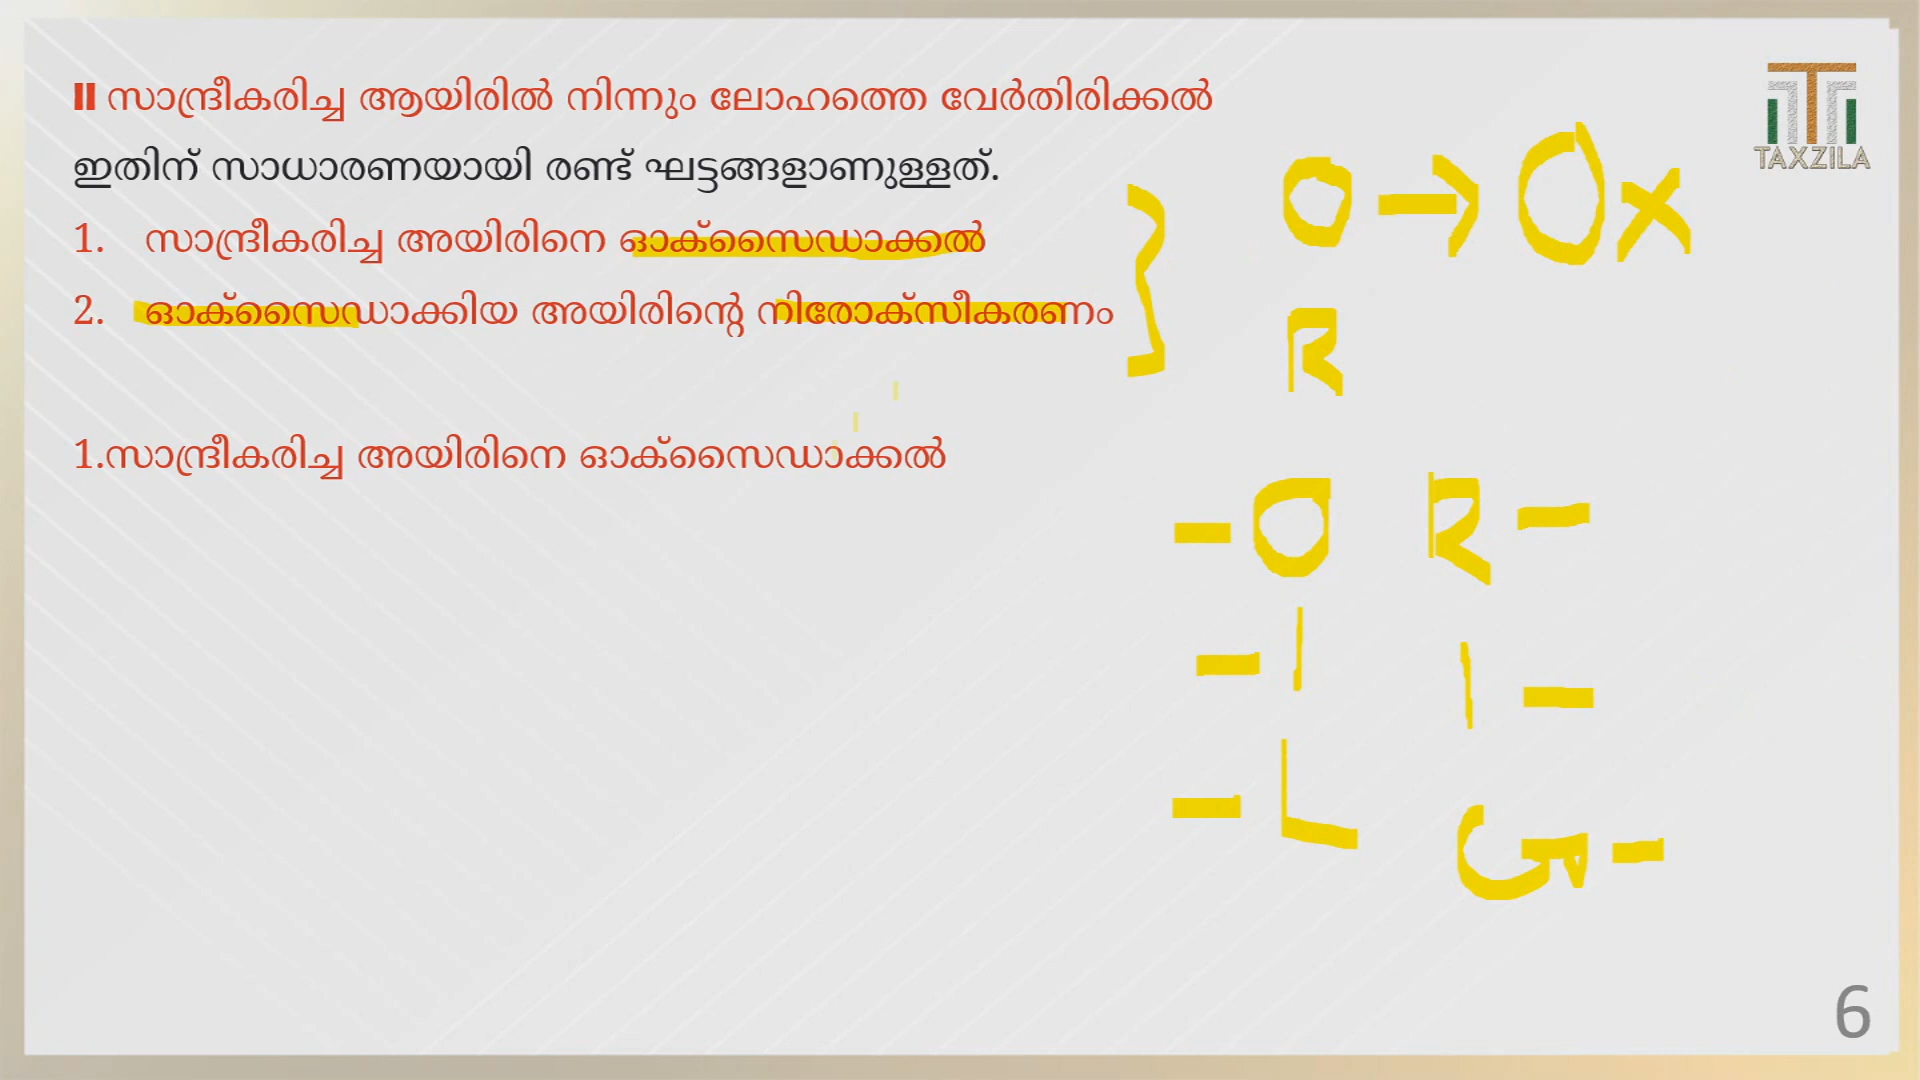 II സാന്ദ്രീകരിച്ച ആയിരിൽ നിന്നും ലോഹത്തെ വേർതിരിക്കൽ
ഇതിന് സാധാരണയായി രണ്ട് ഘട്ടങ്ങളാണുള്ളത്.
1. സാന്ദ്രീകരിച്ച അയിരിനെ ഓക്സൈഡാക്കൽ
2. ഓക്സൈഡാക്കിയ അയിരിന്റെ നിരോക്സീകരണം
1.സാന്ദ്രീകരിച്ച അയിരിനെ ഓക്സൈഡാക്കൽ
O → Ox
R
- O R -
- I I -
- L G -
TAXZILA
6